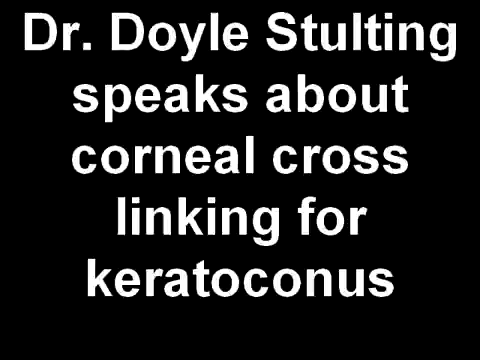 Dr. Doyle Stulting
speaks about
corneal cross
linking for
keratoconus